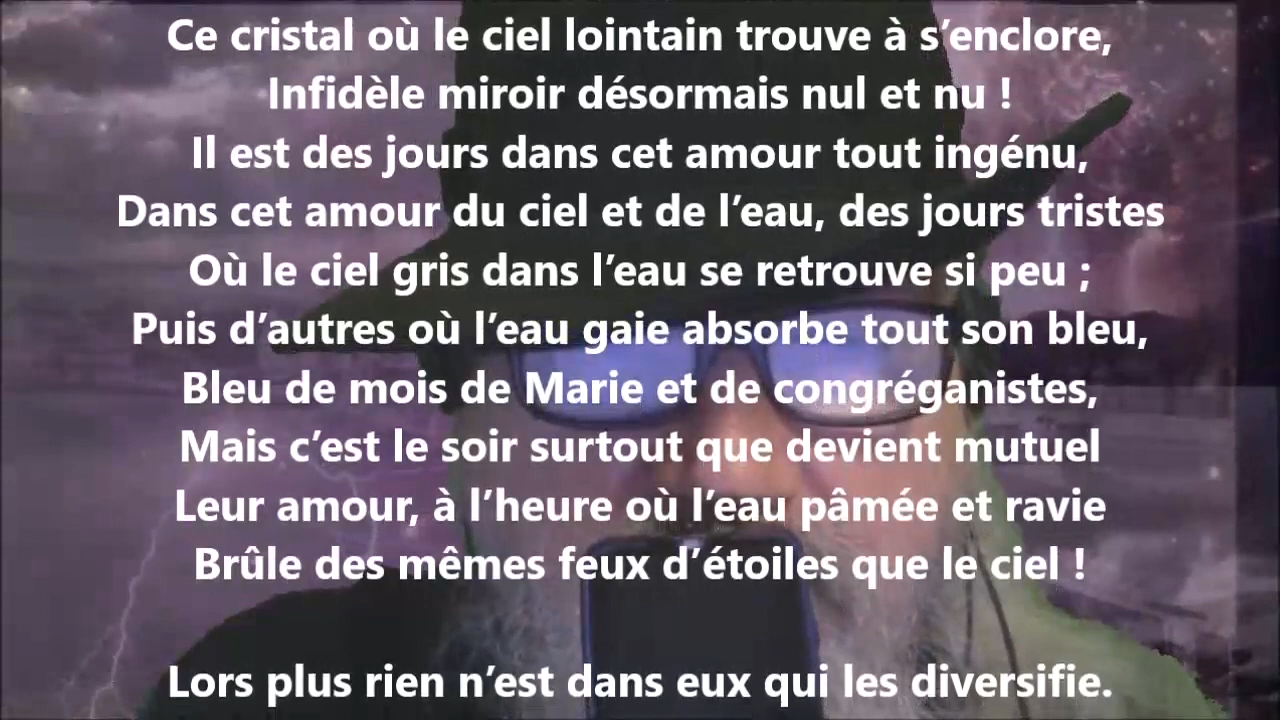 Ce cristal où le ciel lointain trouve à s’enclore,
Infidèle miroir désormais nul et nu !
Il est des jours dans cet amour tout ingénu,
Dans cet amour du ciel et de l’eau, des jours tristes
Où le ciel gris dans l’eau se retrouve si peu ;
Puis d’autres où l’eau gaie absorbe tout son bleu,
Bleu de mois de Marie et de congréganistes,
Mais c’est le soir surtout que devient mutuel
Leur amour, à l’heure où l’eau pâmée et ravie
Brûle des mêmes feux d’étoiles que le ciel !
Lors plus rien n’est dans eux qui les diversifie.